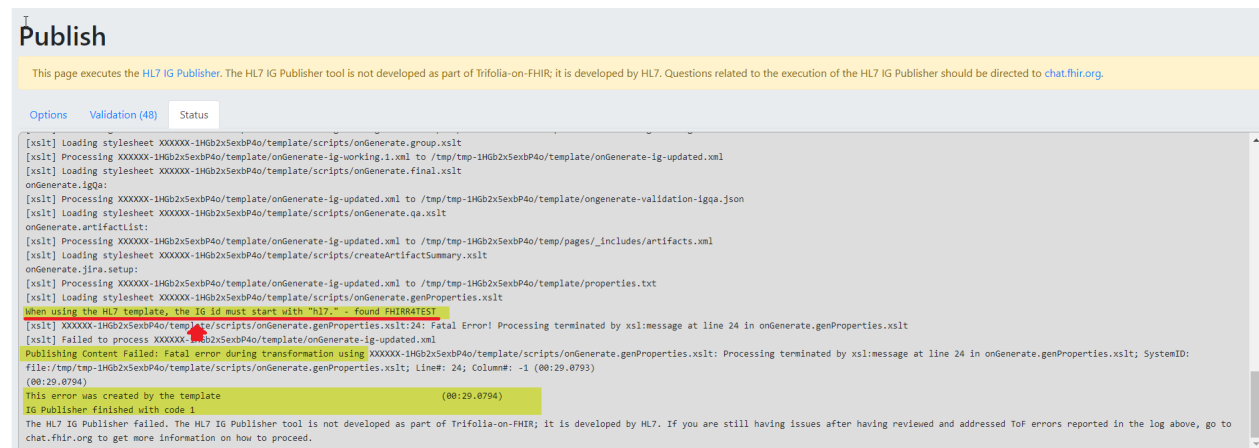 Publish
This page executes the HL7 IG Publisher. The HL7 IG Publisher tool is not developed as part of Trifolia-on-FHIR; it is developed by HL7. Questions related to the execution of the HL7 IG Publisher should be directed to chat.fhir.org.
Options Validation (48) Status
[xslt] Loading stylesheet XXXXXX-1HGb2x5exbP4o/template/scripts/onGenerate.group.xslt
[xslt] Processing XXXXXX-1HGb2x5exbP4o/template/onGenerate-ig-working.1.xml to /tmp/tmp-1HGb2x5exbP4o/template/onGenerate-ig-updated.xml
[xslt] Loading stylesheet XXXXXX-1HGb2x5exbP4o/template/scripts/onGenerate.final.xslt
onGenerate.igQa:
[xslt] Processing XXXXXX-1HGb2x5exbP4o/template/onGenerate-ig-updated.xml to /tmp/tmp-1HGb2x5exbP4o/template/ongenerate-validation-igqa.json
[xslt] Loading stylesheet XXXXXX-1HGb2x5exbP4o/template/scripts/onGenerate.qa.xslt
onGenerate.artifactList:
[xslt] Processing XXXXXX-1HGb2x5exbP4o/template/onGenerate-ig-updated.xml to /tmp/tmp-1HGb2x5exbP4o/temp/pages/_includes/artifacts.xml
[xslt] Loading stylesheet XXXXXX-1HGb2x5exbP4o/template/scripts/createArtifactSummary.xslt
onGenerate.jira.setup:
[xslt] Processing XXXXXX-1HGb2x5exbP4o/template/onGenerate-ig-updated.xml to /tmp/tmp-1HGb2x5exbP4o/template/properties.txt
[xslt] Loading stylesheet XXXXXX-1HGb2x5exbP4o/template/scripts/onGenerate.genProperties.xslt
When using the HL7 template, the IG id must start with "hl7." - found FHIRR4TEST
[xslt] XXXXXX-1HGb2x5exbP4o/template/scripts/onGenerate.genProperties.xslt:24: Fatal Error! Processing terminated by xsl:message at line 24 in onGenerate.genProperties.xslt
[xslt] Failed to process XXXXXX-1HGb2x5exbP4o/template/onGenerate-ig-updated.xml
Publishing Content Failed: Fatal error during transformation using XXXXXX-1HGb2x5exbP4o/template/scripts/onGenerate.genProperties.xslt: Processing terminated by xsl:message at line 24 in onGenerate.genProperties.xslt; SystemID:
file:/tmp/tmp-1HGb2x5exbP4o/template/scripts/onGenerate.genProperties.xslt; Line#: 24; Column#: -1 (00:29.0793)
(00:29.0794)
This error was created by the template (00:29.0794)
IG Publisher finished with code 1
The HL7 IG Publisher failed. The HL7 IG Publisher tool is not developed as part of Trifolia-on-FHIR; it is developed by HL7. If you are still having issues after having reviewed and addressed ToF errors reported in the log above, go to
chat.fhir.org to get more information on how to proceed.